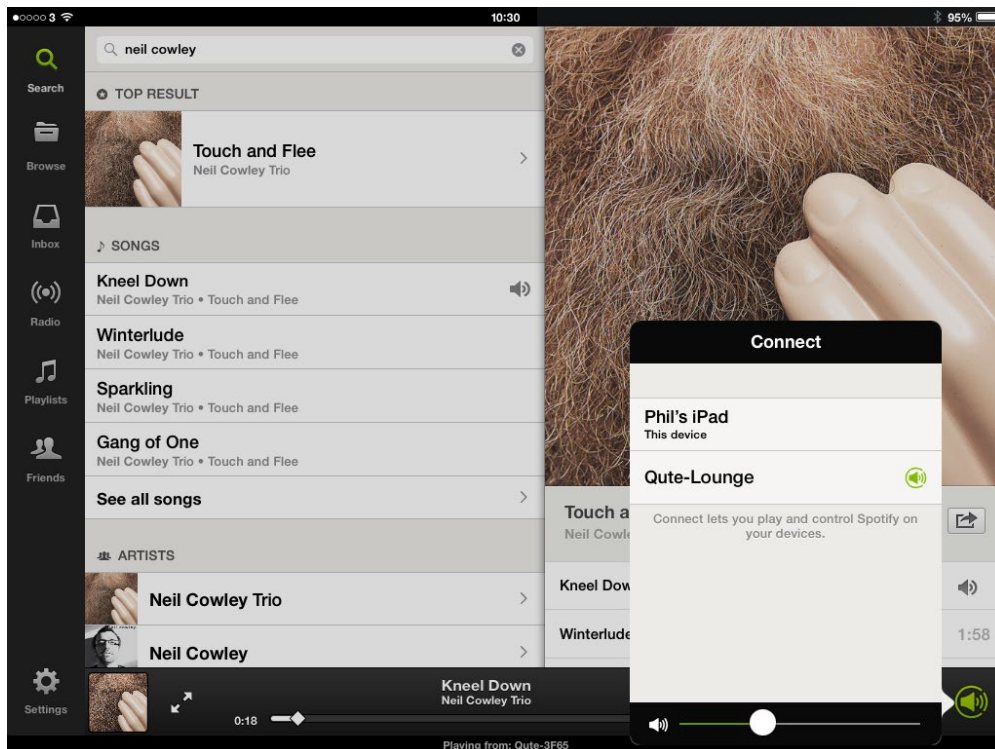 3
10:30
95%
Search
Browse
Inbox
Radio
Playlists
Friends
Settings
neil cowley
TOP RESULT
Touch and Flee
Neil Cowley Trio
SONGS
Kneel Down
Neil Cowley Trio • Touch and Flee
Winterlude
Neil Cowley Trio • Touch and Flee
Sparkling
Neil Cowley Trio • Touch and Flee
Gang of One
Neil Cowley Trio • Touch and Flee
See all songs
ARTISTS
Neil Cowley Trio
Neil Cowley
Touch a
Neil Cowle
Kneel Dow
Winterlude
1:58
Connect
Phil's iPad
This device
Qute-Lounge
Connect lets you play and control Spotify on
your devices.
Kneel Down
Neil Cowley Trio
0:18
Playing from: Qute-3F65